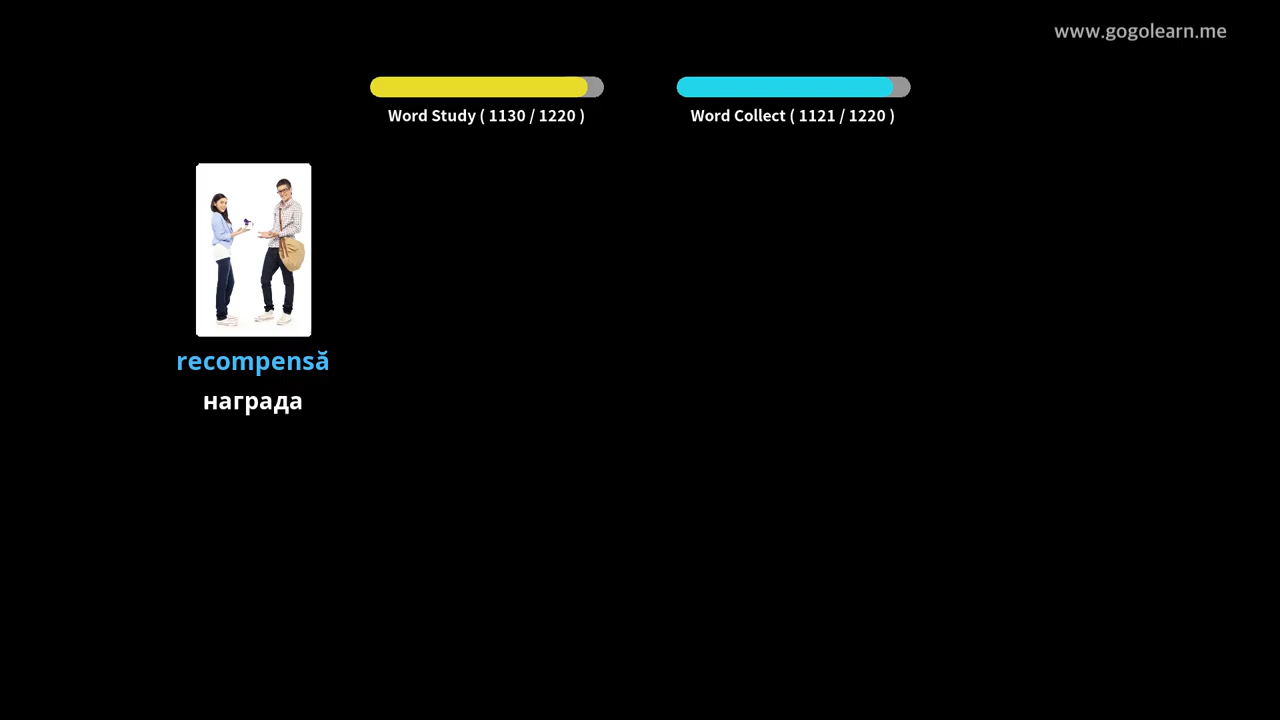 www.gogolearn.me
Word Study ( 1130 / 1220 )
Word Collect ( 1121 / 1220 )
recompensă
награда